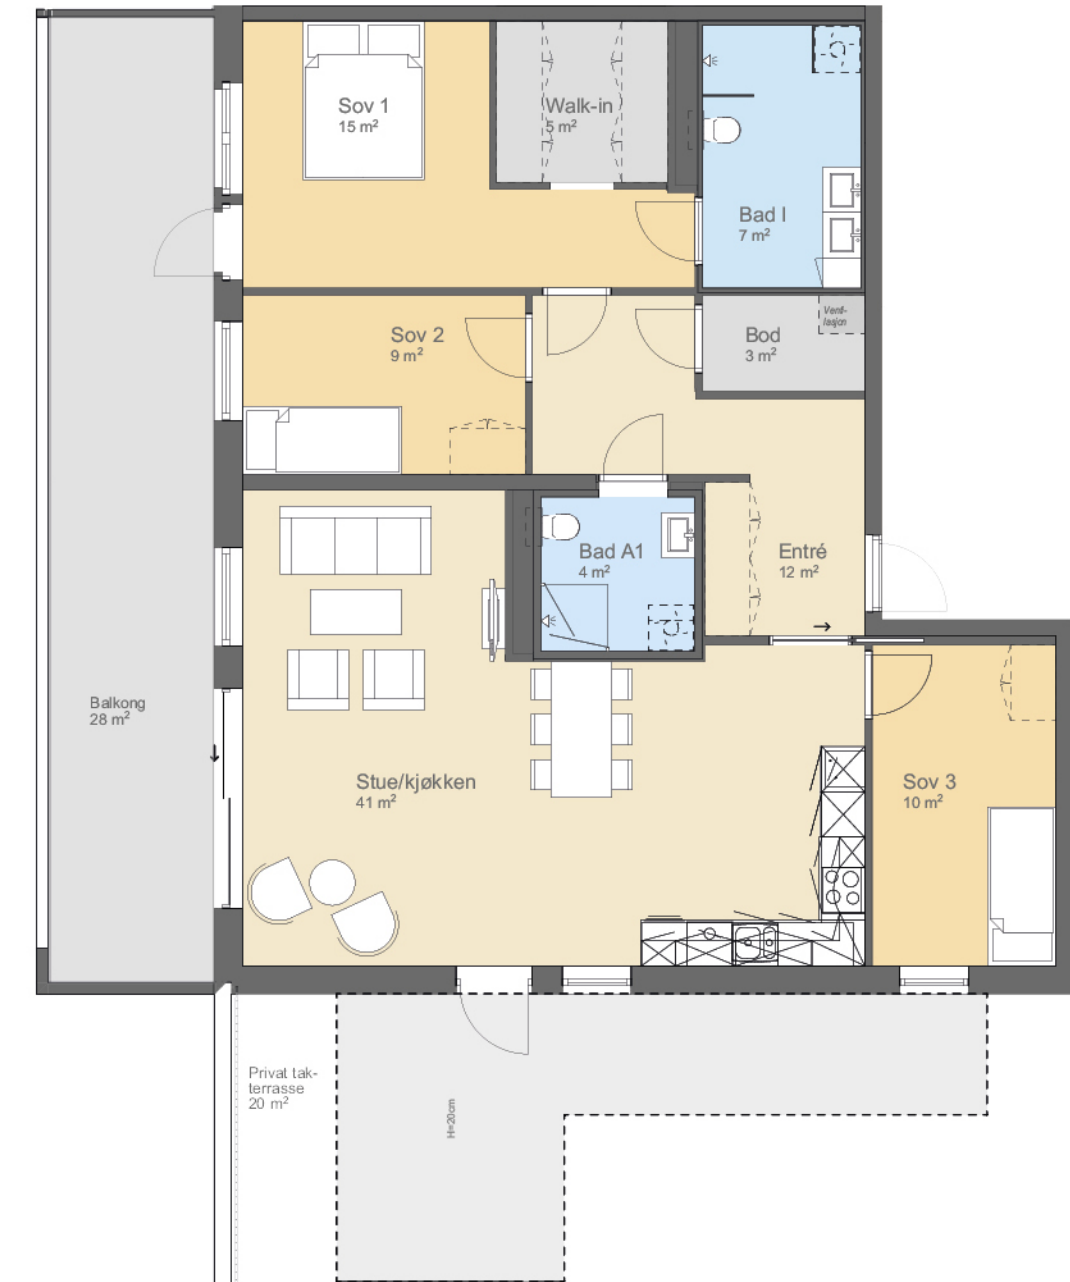 Sov 1
15 m²
Walk-in
5 m²
Bad I
7 m²
Sov 2
9 m²
Bod
3 m²
Venti-
lasjon
Bad A1
4 m²
Entré
12 m²
Balkong
28 m²
Stue/kjøkken
41 m²
Sov 3
10 m²
Privat tak-
terrasse
20 m²
H=20cm